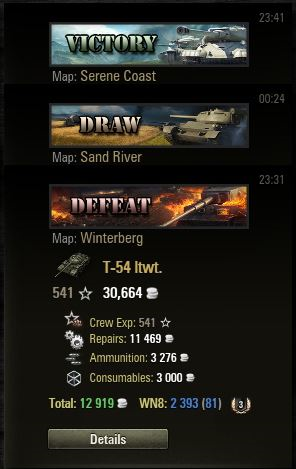 23:41
VICTORY
Map: Serene Coast
00:24
DRAW
Map: Sand River
23:31
DEFEAT
Map: Winterberg
T-54 ltwt.
541 30,664
Crew Exp: 541
Repairs: 11 469
Ammunition: 3 276
Consumables: 3 000
Total: 12 919 WN8: 2 393 (81) 3
Details